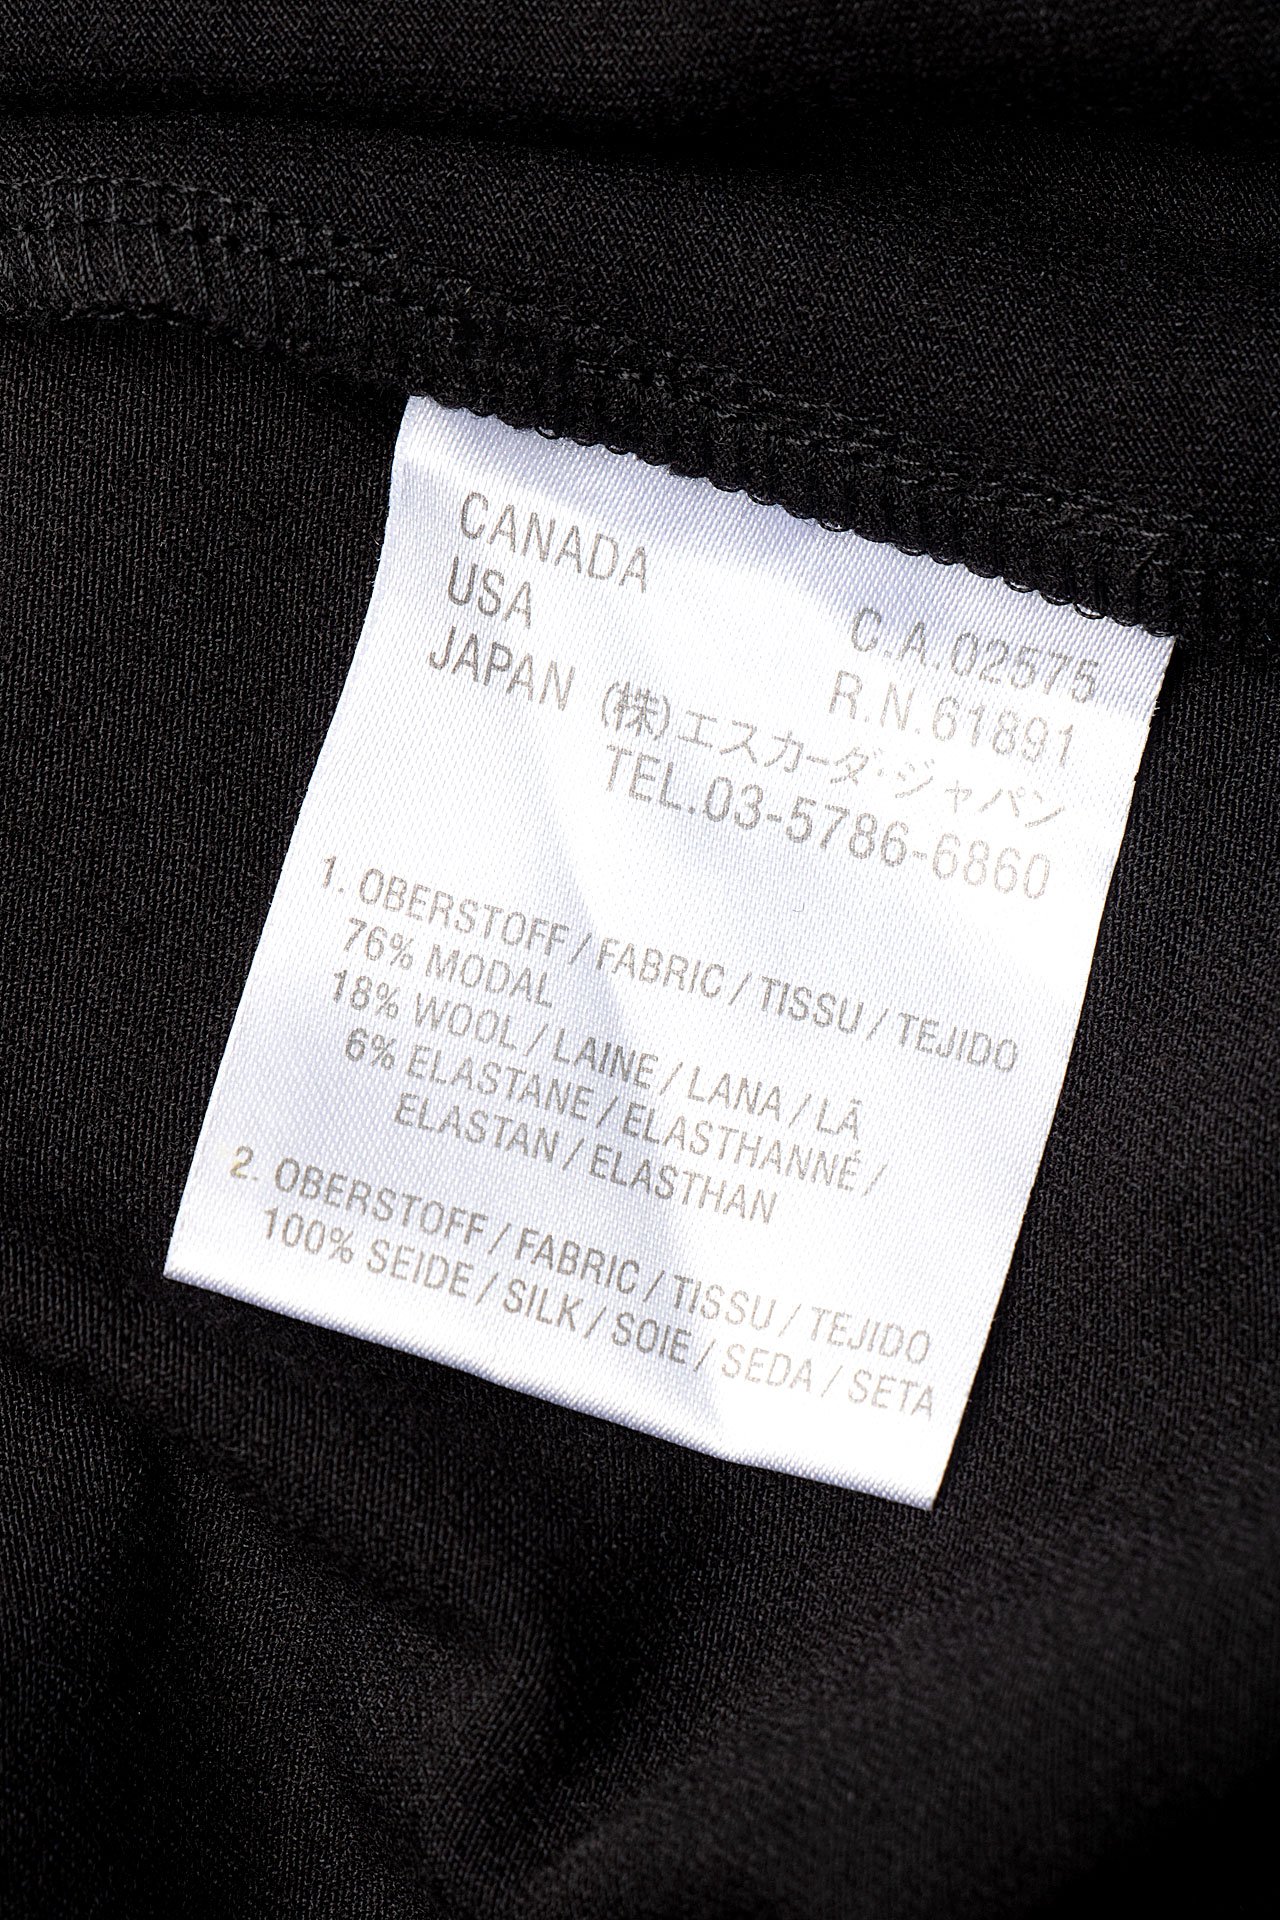 CANADA C.A.02575
USA R.N.61891
JAPAN (株)エスカーダ・ジャパン
TEL.03-5786-6860
1. OBERSTOFF / FABRIC / TISSU / TEJIDO
76% MODAL
18% WOOL / LAINE / LANA / LÃ
6% ELASTANE / ELASTHANNÉ /
ELASTAN / ELASTHAN
2. OBERSTOFF / FABRIC / TISSU / TEJIDO
100% SEIDE / SILK / SOIE / SEDA / SETA